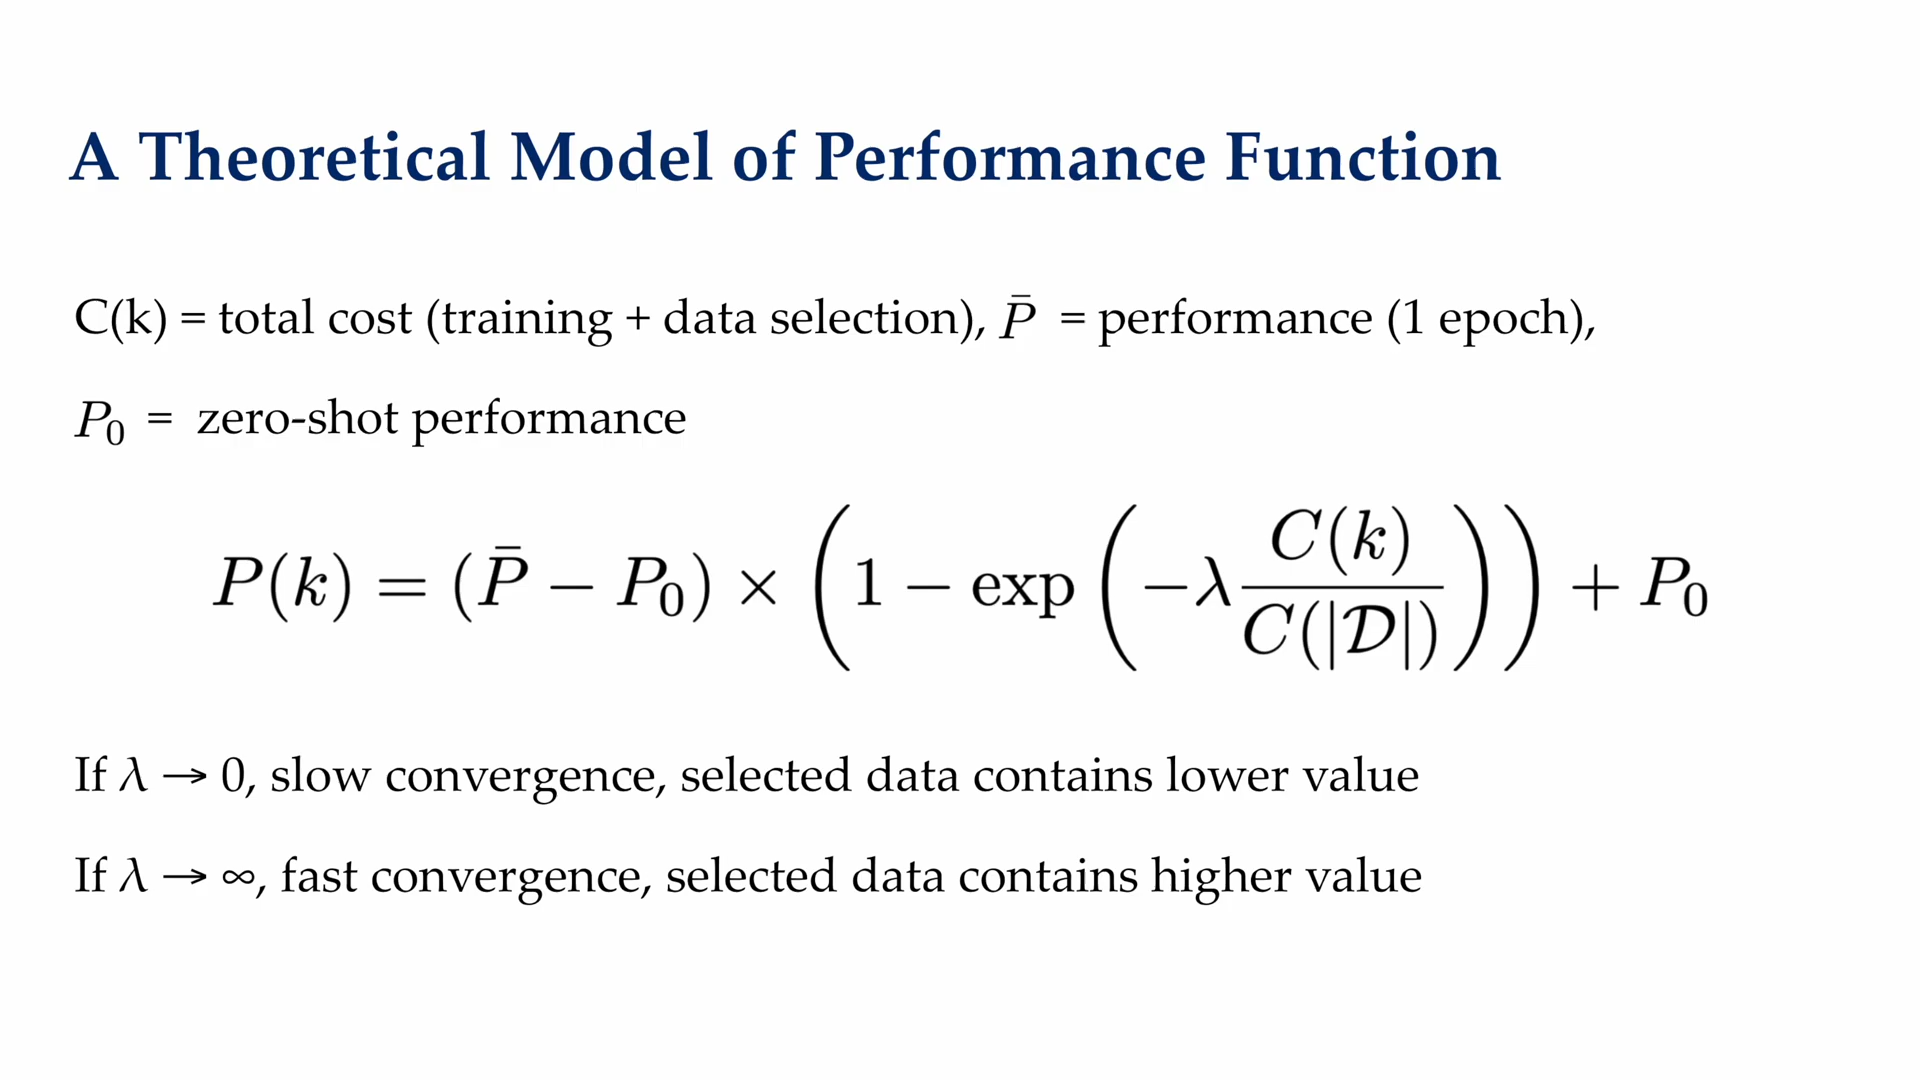 A Theoretical Model of Performance Function
C(k) = total cost (training + data selection), P̄ = performance (1 epoch),
P₀ = zero-shot performance
P(k) = (P̄ − P₀) × (1 − exp(−λ C(k)/C(|𝒟|))) + P₀
If λ → 0, slow convergence, selected data contains lower value
If λ → ∞, fast convergence, selected data contains higher value